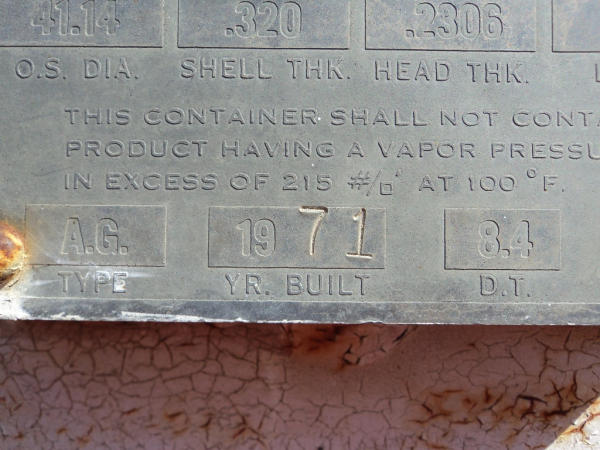 41.14 .320 .2306
O.S. DIA. SHELL THK. HEAD THK.
THIS CONTAINER SHALL NOT
PRODUCT HAVING A VAPOR
IN EXCESS OF 215 #/□' AT 100°F.
A.G. 1971 8.4
TYPE YR. BUILT D.T.